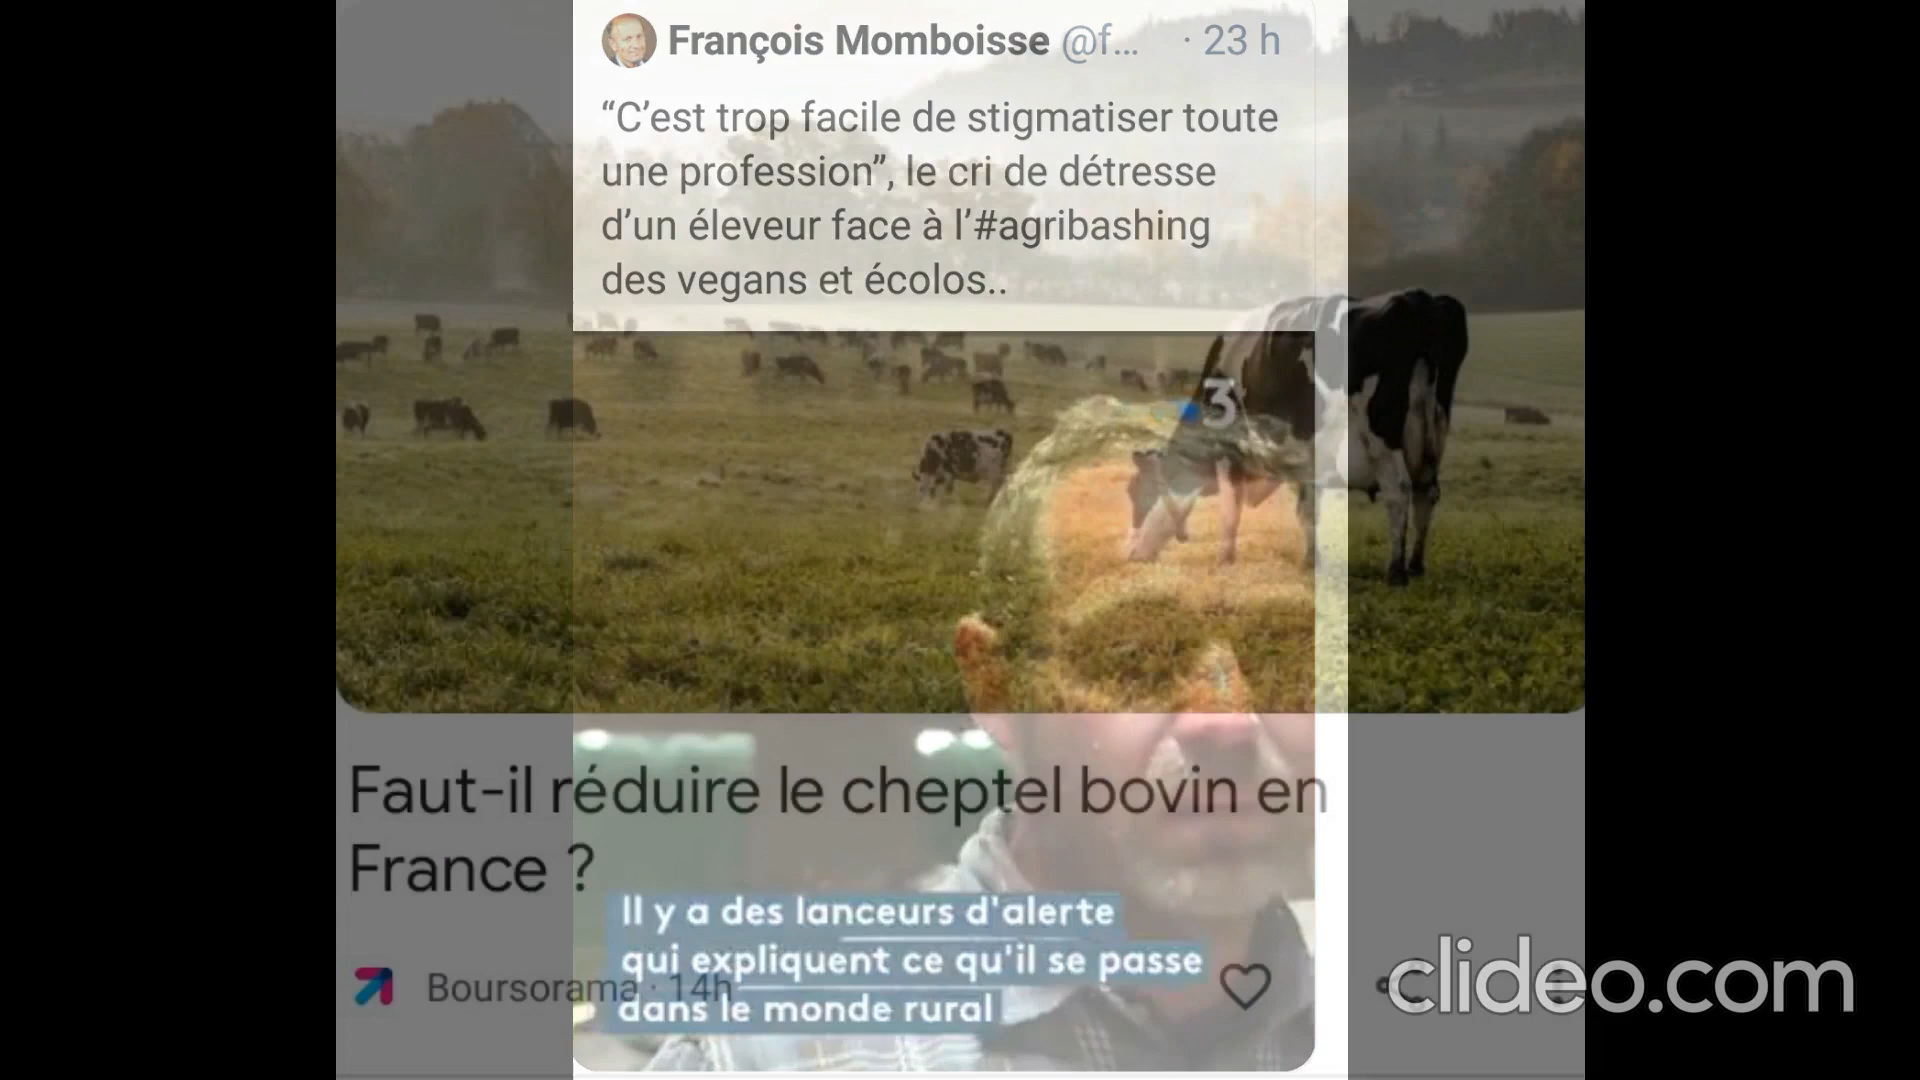 François Momboisse @f... · 23 h
“C’est trop facile de stigmatiser toute
une profession”, le cri de détresse
d’un éleveur face à l’#agribashing
des vegans et écolos..
3
Faut-il réduire le cheptel bovin en
France ?
Il y a des lanceurs d'alerte
qui expliquent ce qu'il se passe
dans le monde rural
Boursorama · 14h
clideo.com